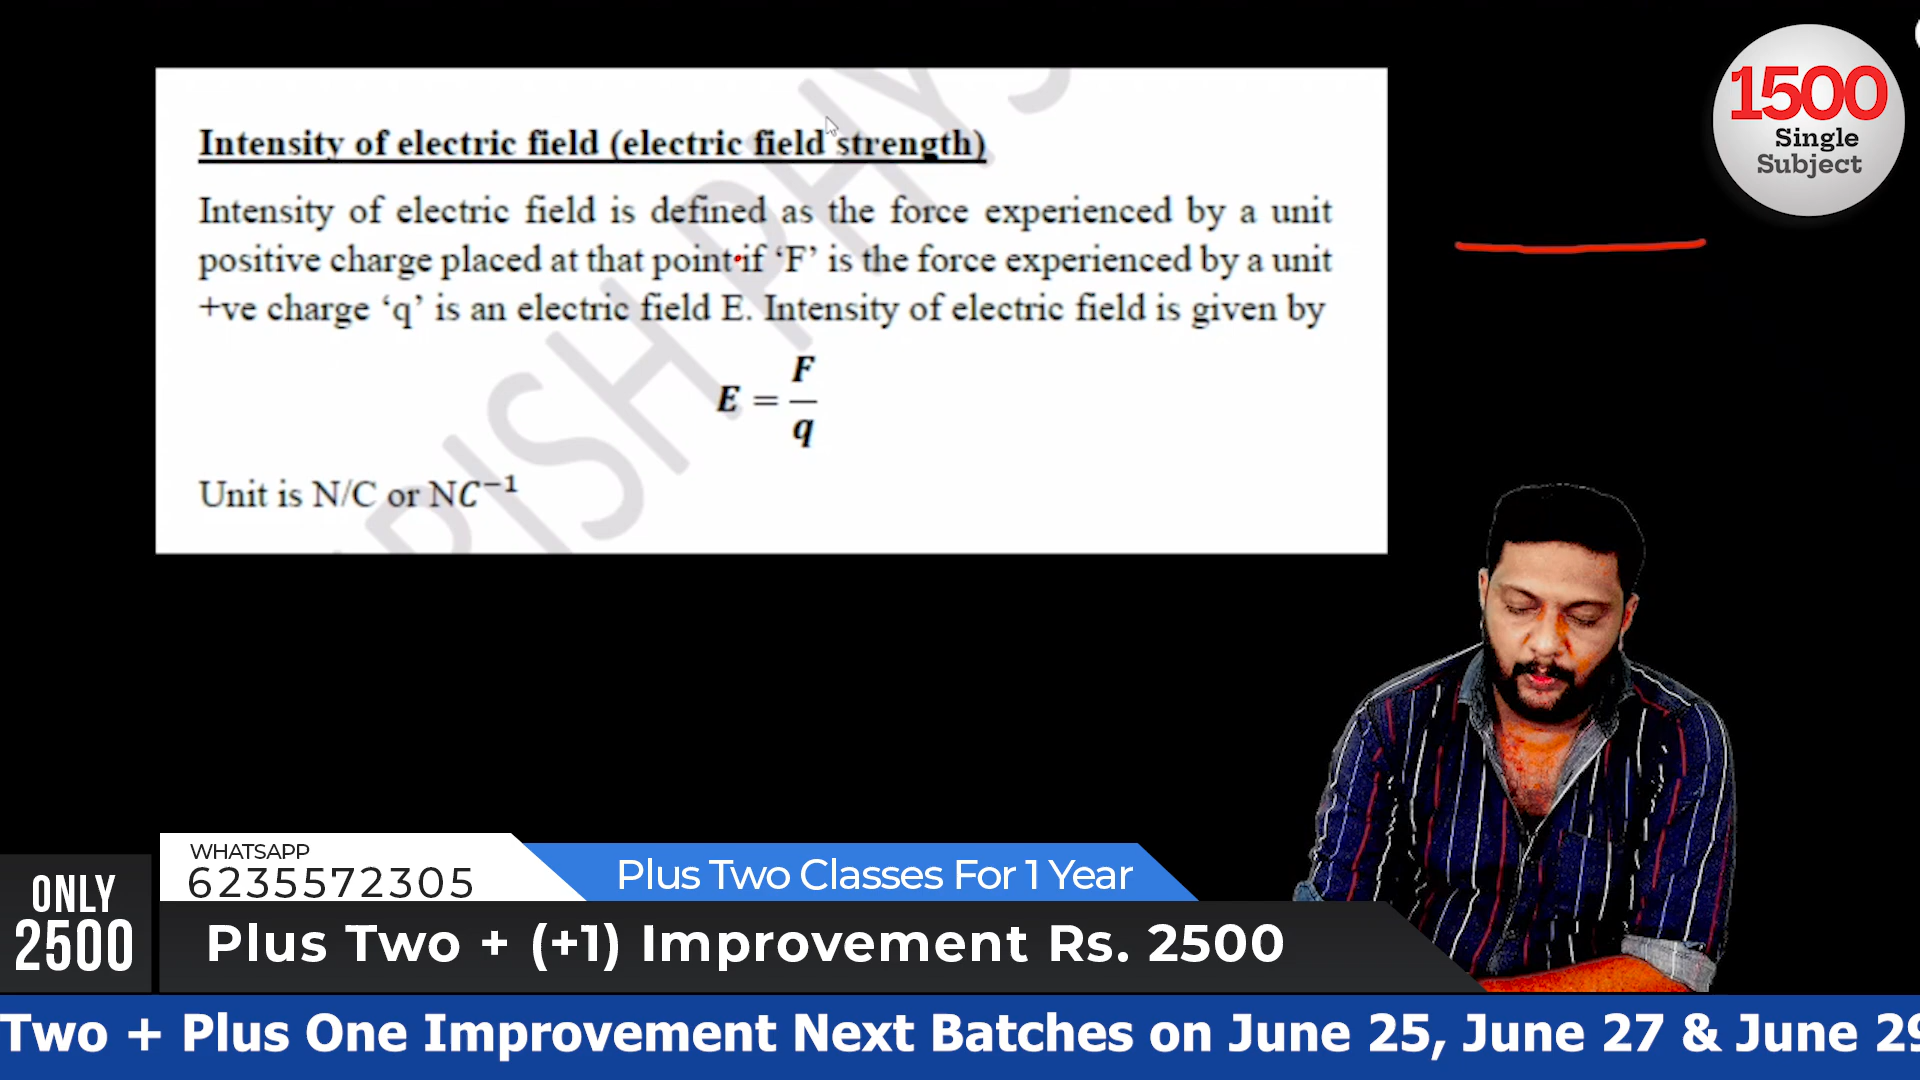 1500
Single
Subject
Intensity of electric field (electric field strength)
Intensity of electric field is defined as the force experienced by a unit
positive charge placed at that point if ‘F’ is the force experienced by a unit
+ve charge ‘q’ is an electric field E. Intensity of electric field is given by
E = F/q
Unit is N/C or NC⁻¹
RISH PHYS
WHATSAPP
6235572305
Plus Two Classes For 1 Year
ONLY
2500
Plus Two + (+1) Improvement Rs. 2500
Two + Plus One Improvement Next Batches on June 25, June 27 & June 29